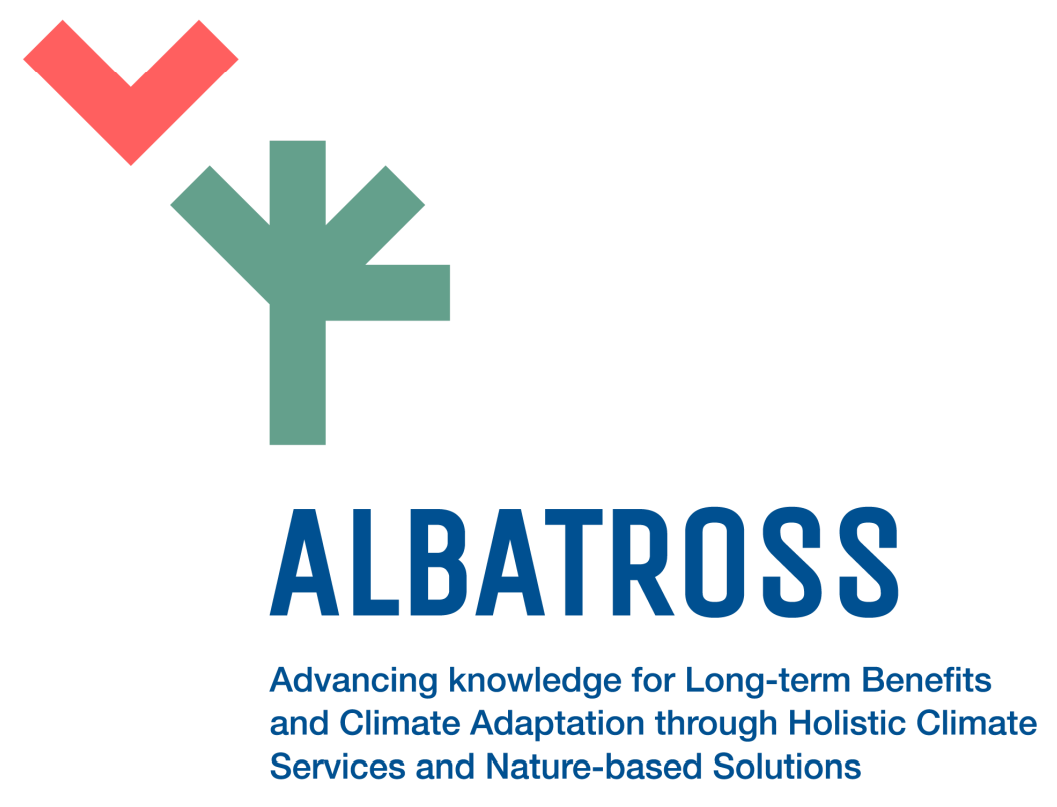 ALBATROSS
Advancing knowledge for Long-term Benefits
and Climate Adaptation through Holistic Climate
Services and Nature-based Solutions